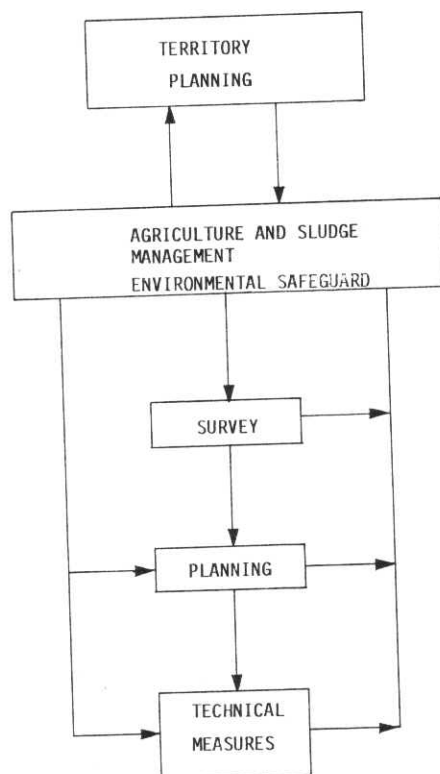 TERRITORY
PLANNING
AGRICULTURE AND SLUDGE
MANAGEMENT
ENVIRONMENTAL SAFEGUARD
SURVEY
PLANNING
TECHNICAL
MEASURES